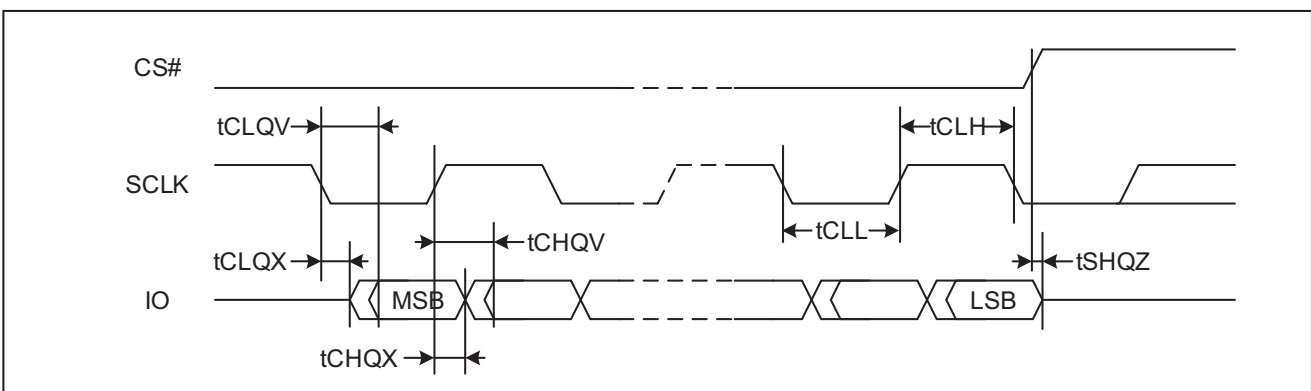 CS#
tCLQV
tCLH
SCLK
tCLL
tCHQV
tCLQX
tSHQZ
IO
MSB
LSB
tCHQX